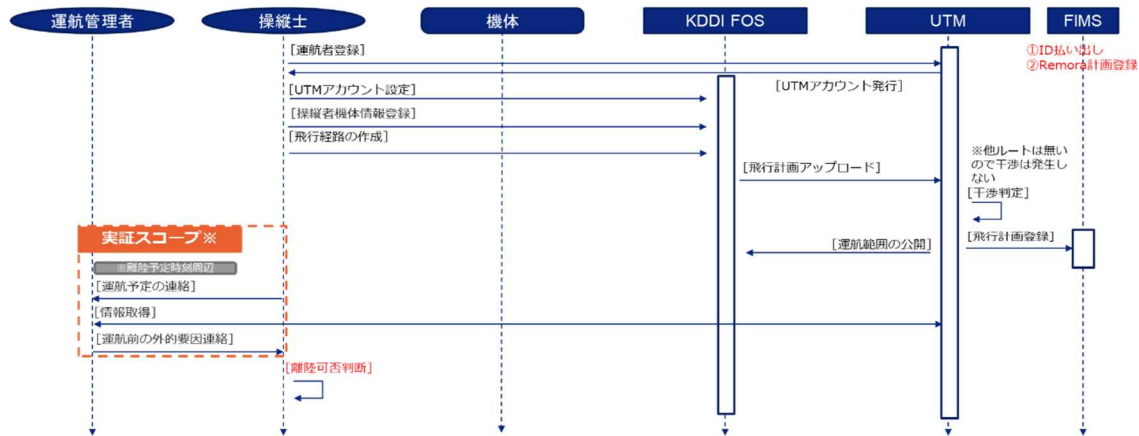 運航管理者
操縦士
機体
KDDI FOS
UTM
FIMS
[運航者登録]
①ID払い出し
②Remora計画登録
[UTMアカウント発行]
[UTMアカウント設定]
[操縦者機体情報登録]
[飛行経路の作成]
※他ルートは無い
ので干渉は発生し
ない
[飛行計画アップロード]
[干渉判定]
実証スコープ※
[運航範囲の公開]
[飛行計画登録]
※離陸予定時刻周辺
[運航予定の連絡]
[情報取得]
[運航前の外的要因連絡]
[離陸可否判断]